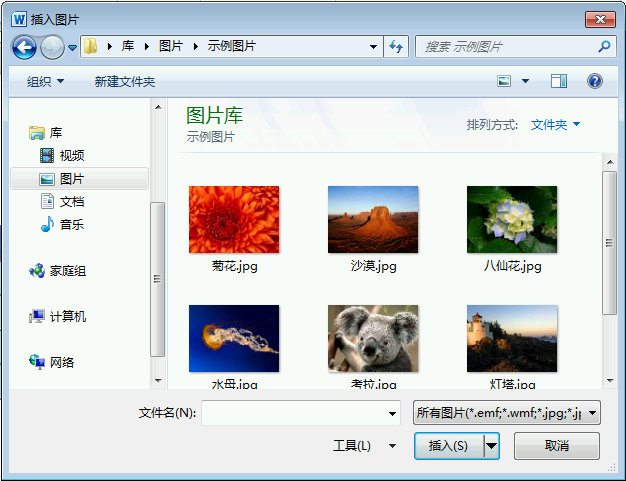 插入图片
库 图片 示例图片
搜索 示例图片
组织 新建文件夹
库
视频
图片
文档
音乐
家庭组
计算机
网络
图片库
示例图片
排列方式: 文件夹
菊花.jpg 沙漠.jpg 八仙花.jpg
水母.jpg 考拉.jpg 灯塔.jpg
文件名(N):
所有图片(*.emf;*.wmf;*.jpg;*.jp
工具(L) 插入(S) 取消